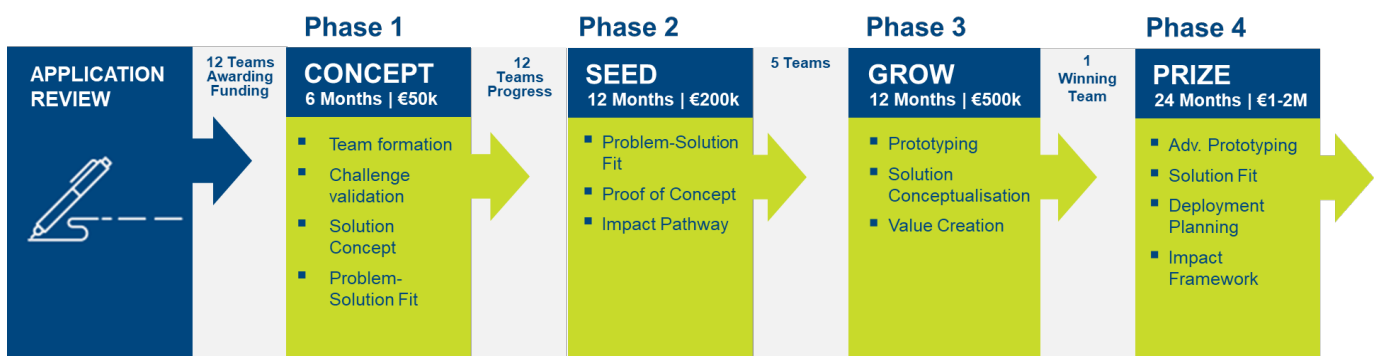 Phase 1
Phase 2
Phase 3
Phase 4
APPLICATION
REVIEW
12 Teams
Awarding
Funding
CONCEPT
6 Months | €50k
▪ Team formation
▪ Challenge
validation
▪ Solution
Concept
▪ Problem-
Solution Fit
12
Teams
Progress
SEED
12 Months | €200k
▪ Problem-Solution
Fit
▪ Proof of Concept
▪ Impact Pathway
5 Teams
GROW
12 Months | €500k
▪ Prototyping
▪ Solution
Conceptualisation
▪ Value Creation
1
Winning
Team
PRIZE
24 Months | €1-2M
▪ Adv. Prototyping
▪ Solution Fit
▪ Deployment
Planning
▪ Impact
Framework